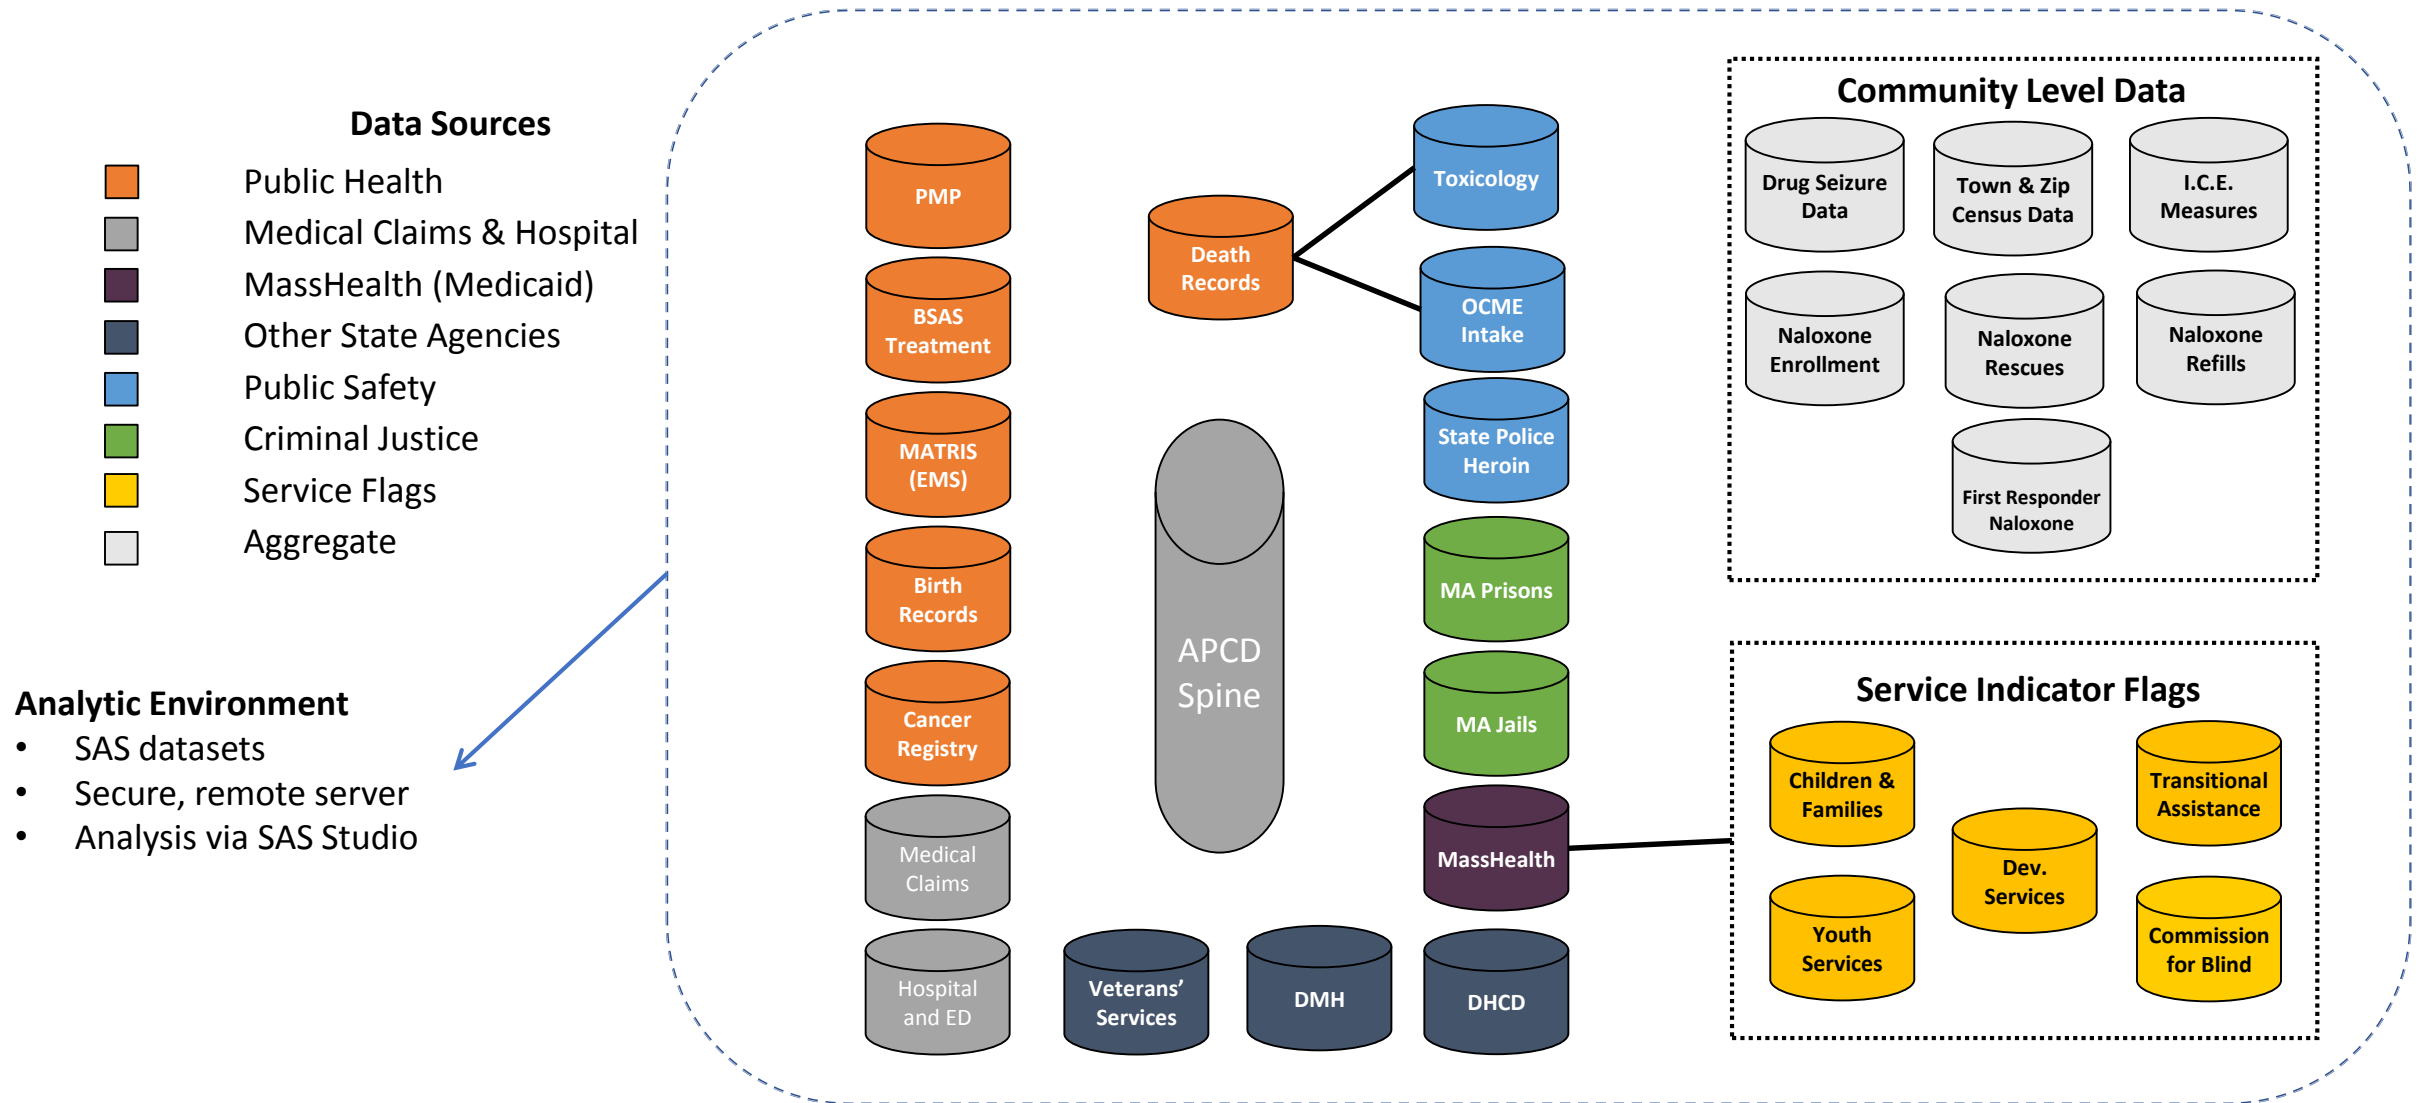 Data Sources
Public Health
Medical Claims & Hospital
MassHealth (Medicaid)
Other State Agencies
Public Safety
Criminal Justice
Service Flags
Aggregate
Analytic Environment
• SAS datasets
• Secure, remote server
• Analysis via SAS Studio
PMP
BSAS
Treatment
MATRIS
(EMS)
Birth
Records
Cancer
Registry
Medical
Claims
Hospital
and ED
Death
Records
APCD
Spine
Veterans’
Services
DMH
DHCD
Toxicology
OCME
Intake
State Police
Heroin
MA Prisons
MA Jails
MassHealth
Community Level Data
Drug Seizure
Data
Town & Zip
Census Data
I.C.E.
Measures
Naloxone
Enrollment
Naloxone
Rescues
Naloxone
Refills
First Responder
Naloxone
Service Indicator Flags
Children &
Families
Transitional
Assistance
Dev.
Services
Youth
Services
Commission
for Blind